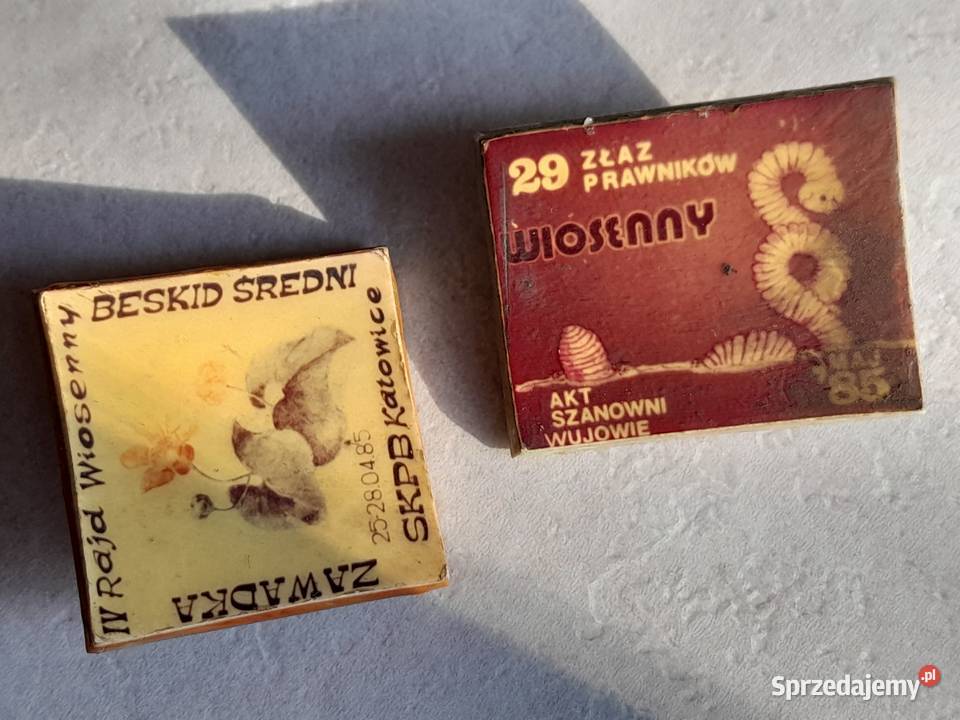 IV Rajd Wiosenny
BESKID ŚREDNI
SKPB Katowice
25-28.04.85
ZAWADKA
29 ZŁAZ
PRAWNIKÓW
WIOSENNY
MAJ
85
AKT
SZANOWNI
WUJOWIE
Sprzedajemy.pl